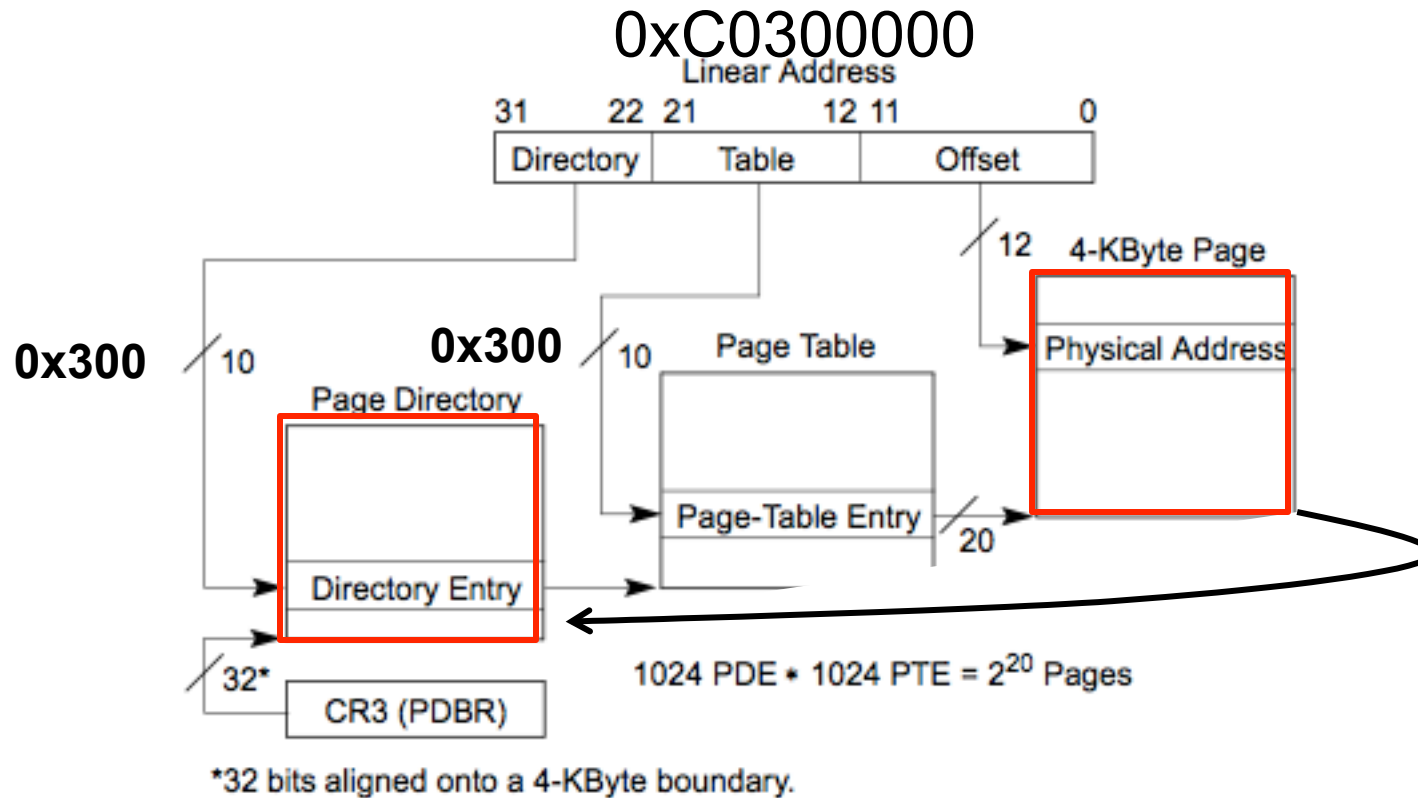 0xC0300000
Linear Address
31 22 21 12 11 0
Directory Table Offset
12
4-KByte Page
0x300
10
0x300
10
Page Table
Physical Address
Page Directory
Page-Table Entry
20
Directory Entry
32*
1024 PDE * 1024 PTE = 2^20 Pages
CR3 (PDBR)
*32 bits aligned onto a 4-KByte boundary.